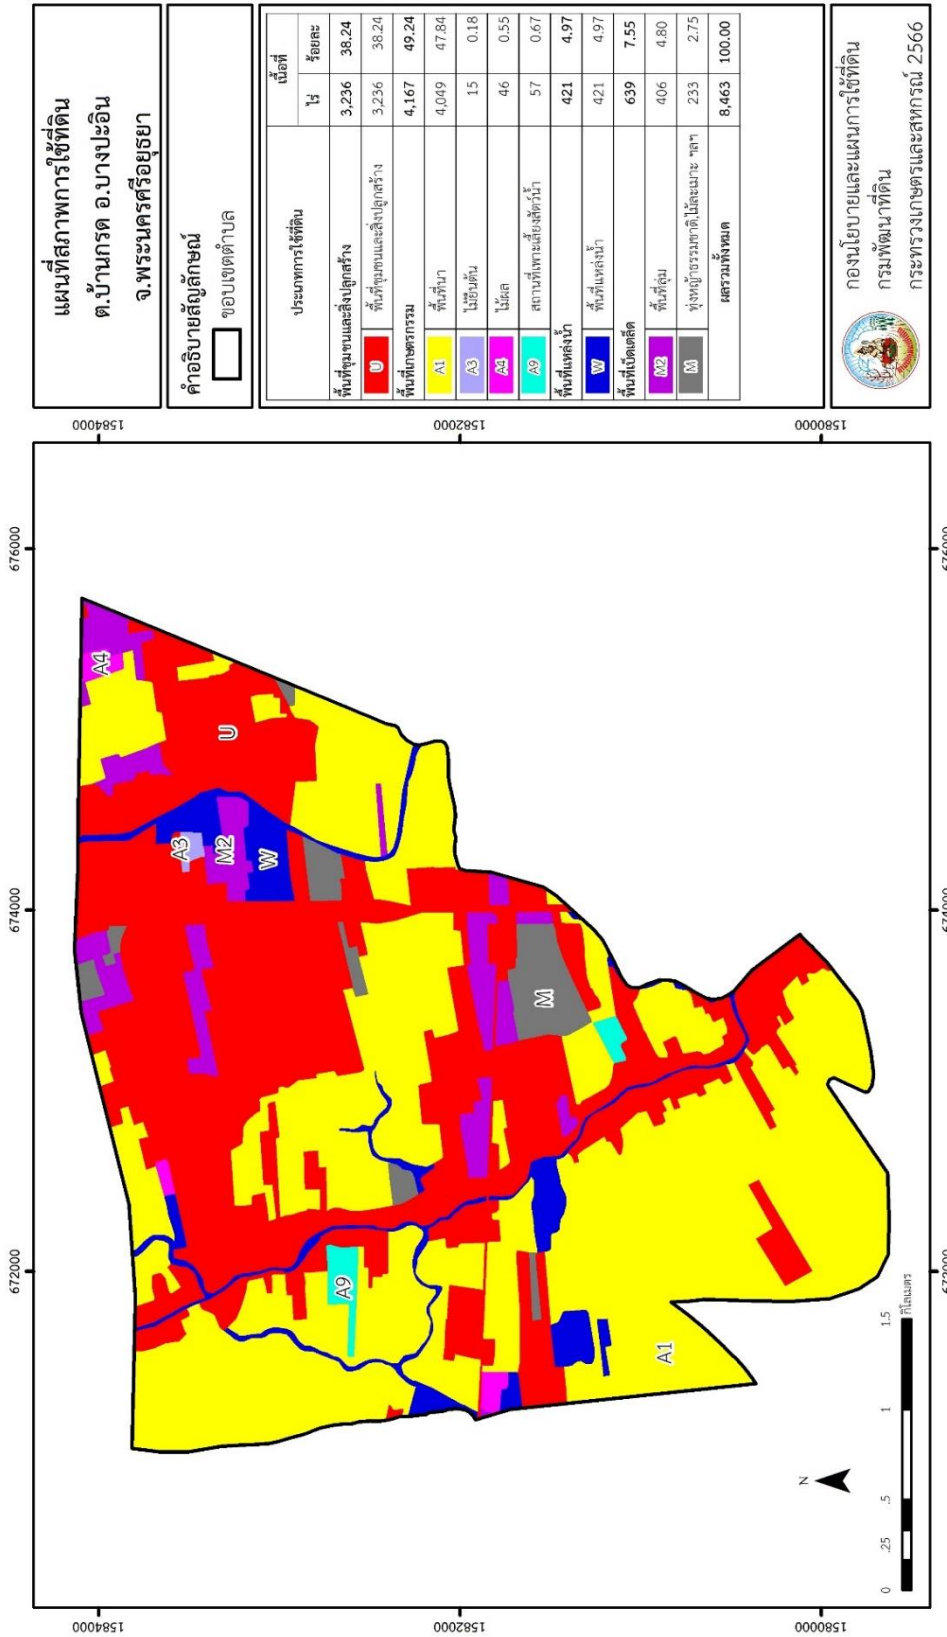 แผนที่สภาพการใช้ที่ดิน
ต.บ้านกรด อ.บางปะอิน
จ.พระนครศรีอยุธยา
คำอธิบายสัญลักษณ์
ขอบเขตตำบล
ประเภทการใช้ที่ดิน เนื้อที่
ไร่ ร้อยละ
พื้นที่ชุมชนและสิ่งปลูกสร้าง 3,236 38.24
U พื้นที่ชุมชนและสิ่งปลูกสร้าง 3,236 38.24
พื้นที่เกษตรกรรม 4,167 49.24
A1 พื้นที่นา 4,049 47.84
A3 ไม้ยืนต้น 15 0.18
A4 ไม้ผล 46 0.55
A9 สถานที่เพาะเลี้ยงสัตว์น้ำ 57 0.67
พื้นที่แหล่งน้ำ 421 4.97
W พื้นที่แหล่งน้ำ 421 4.97
พื้นที่เบ็ดเตล็ด 639 7.55
M2 พื้นที่ลุ่ม 406 4.80
M ทุ่งหญ้าธรรมชาติ,ไม้ละเมาะ ฯลฯ 233 2.75
ผลรวมทั้งหมด 8,463 100.00
กองนโยบายและแผนการใช้ที่ดิน
กรมพัฒนาที่ดิน
กระทรวงเกษตรและสหกรณ์ 2566
672000 674000 676000
1584000 1584000
1582000 1582000
1580000 1580000
672000 674000 676000
A4
U
A3
M2
W
M
A9
A1
N
0 .25 .5 1 1.5
กิโลเมตร